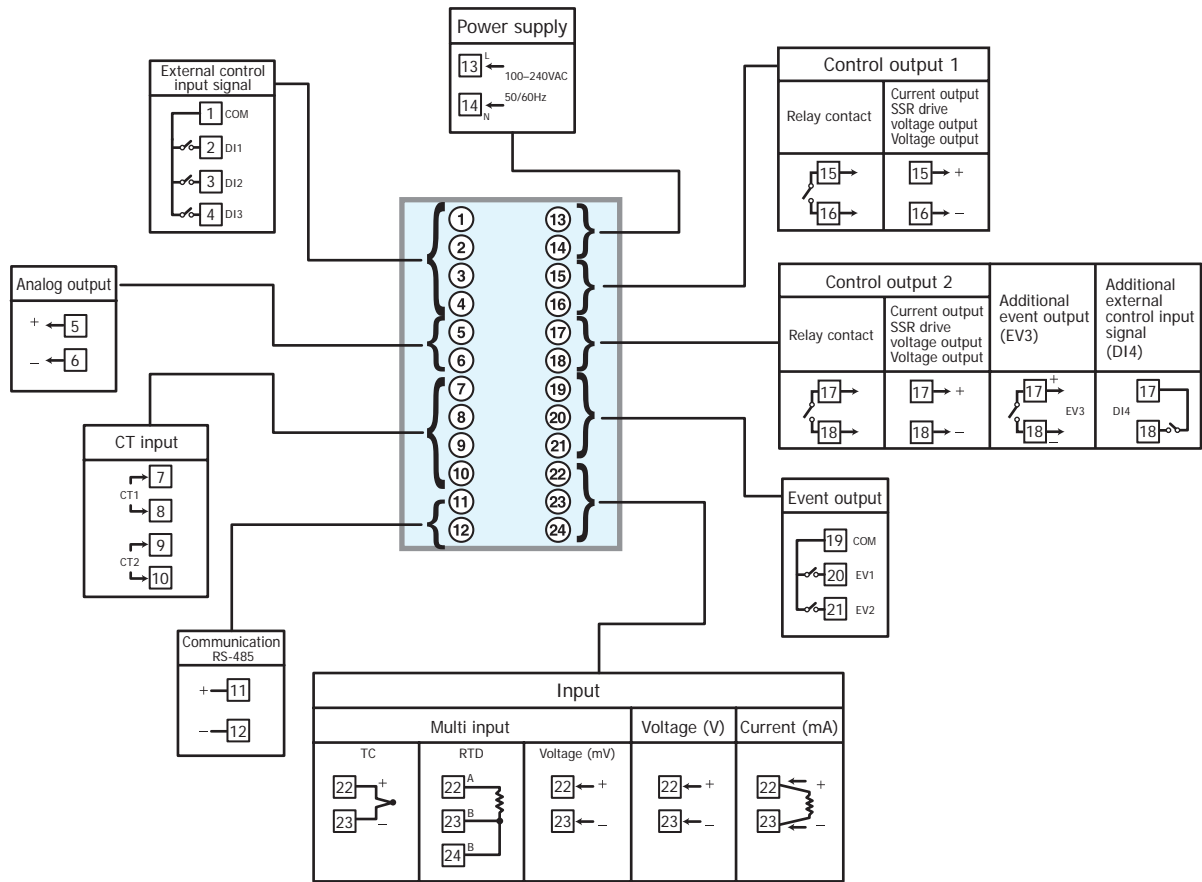 Power supply
13 L
100–240VAC
14 N
50/60Hz
External control
input signal
1 COM
2 DI1
3 DI2
4 DI3
Control output 1
Relay contact
Current output
SSR drive
voltage output
Voltage output
15
16
15 +
16 −
Analog output
+ 5
− 6
1
2
3
4
5
6
7
8
9
10
11
12
13
14
15
16
17
18
19
20
21
22
23
24
Control output 2
Relay contact
Current output
SSR drive
voltage output
Voltage output
Additional
event output
(EV3)
Additional
external
control input
signal
(DI4)
17
18
17 +
18 −
17 +
EV3
18 −
17
DI4
18
CT input
7
CT1
8
9
CT2
10
Event output
19 COM
20 EV1
21 EV2
Communication
RS-485
+ 11
− 12
Input
Multi input
Voltage (V)
Current (mA)
TC
RTD
Voltage (mV)
22 +
23 −
22 A
23 B
24 B
22 +
23 −
22 +
23 −
22 +
23 −